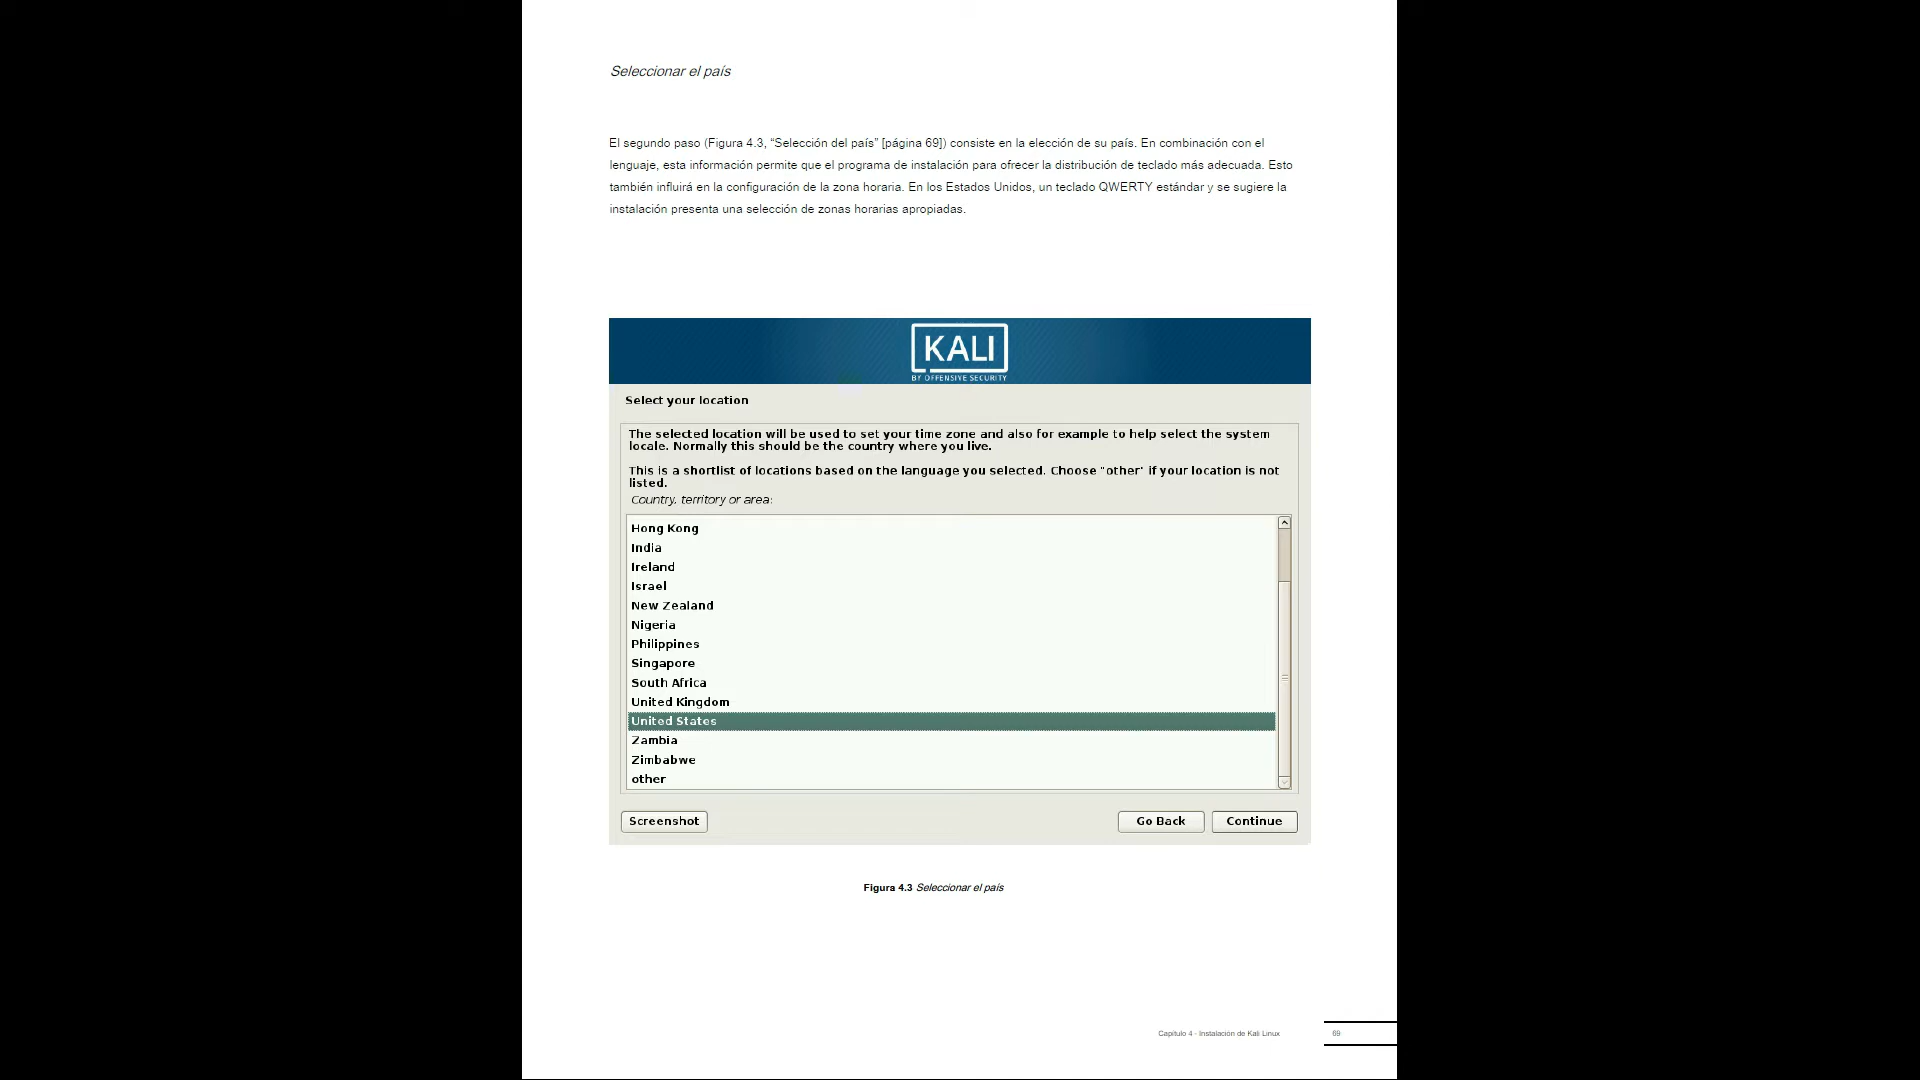 Seleccionar el país
El segundo paso (Figura 4.3, “Selección del país” [página 69]) consiste en la elección de su país. En combinación con el
lenguaje, esta información permite que el programa de instalación para ofrecer la distribución de teclado más adecuada. Esto
también influirá en la configuración de la zona horaria. En los Estados Unidos, un teclado QWERTY estándar y se sugiere la
instalación presenta una selección de zonas horarias apropiadas.
KALI
BY OFFENSIVE SECURITY
Select your location
The selected location will be used to set your time zone and also for example to help select the system
locale. Normally this should be the country where you live.
This is a shortlist of locations based on the language you selected. Choose "other" if your location is not
listed.
Country, territory or area:
Hong Kong
India
Ireland
Israel
New Zealand
Nigeria
Philippines
Singapore
South Africa
United Kingdom
United States
Zambia
Zimbabwe
other
Screenshot
Go Back
Continue
Figura 4.3 Seleccionar el país
Capítulo 4 - Instalación de Kali Linux
69